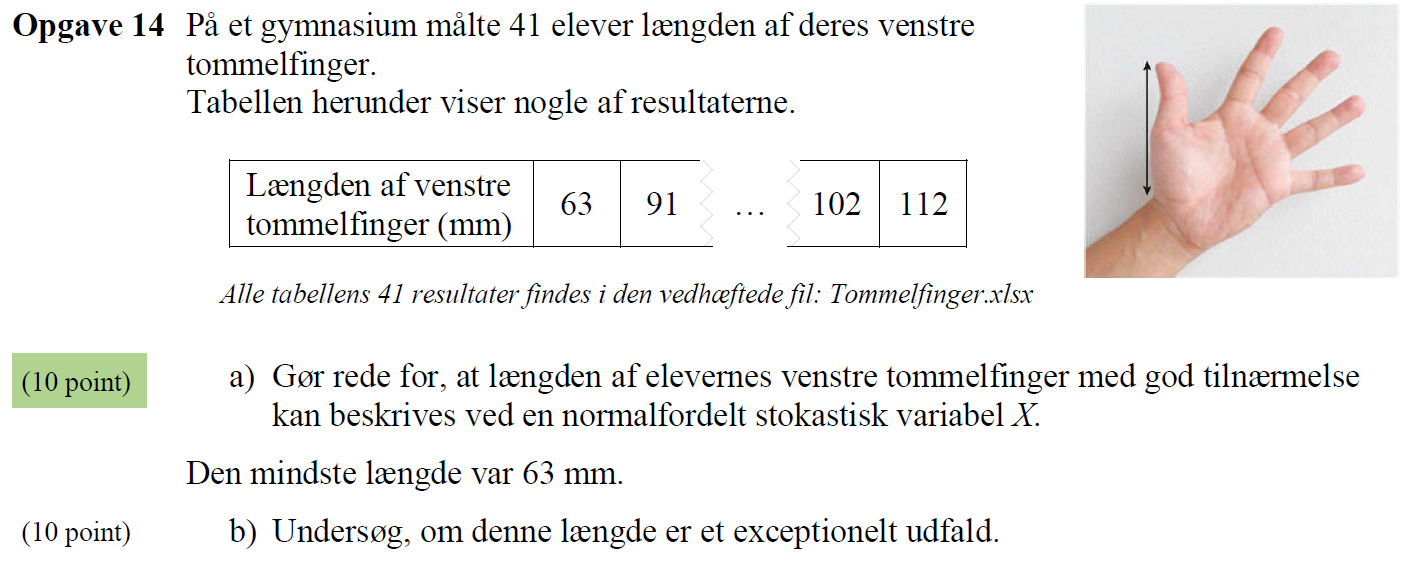 Opgave 14 På et gymnasium målte 41 elever længden af deres venstre
tommelfinger.
Tabellen herunder viser nogle af resultaterne.
Længden af venstre
tommelfinger (mm) 63 91 … 102 112
Alle tabellens 41 resultater findes i den vedhæftede fil: Tommelfinger.xlsx
(10 point) a) Gør rede for, at længden af elevernes venstre tommelfinger med god tilnærmelse
kan beskrives ved en normalfordelt stokastisk variabel X.
Den mindste længde var 63 mm.
(10 point) b) Undersøg, om denne længde er et exceptionelt udfald.